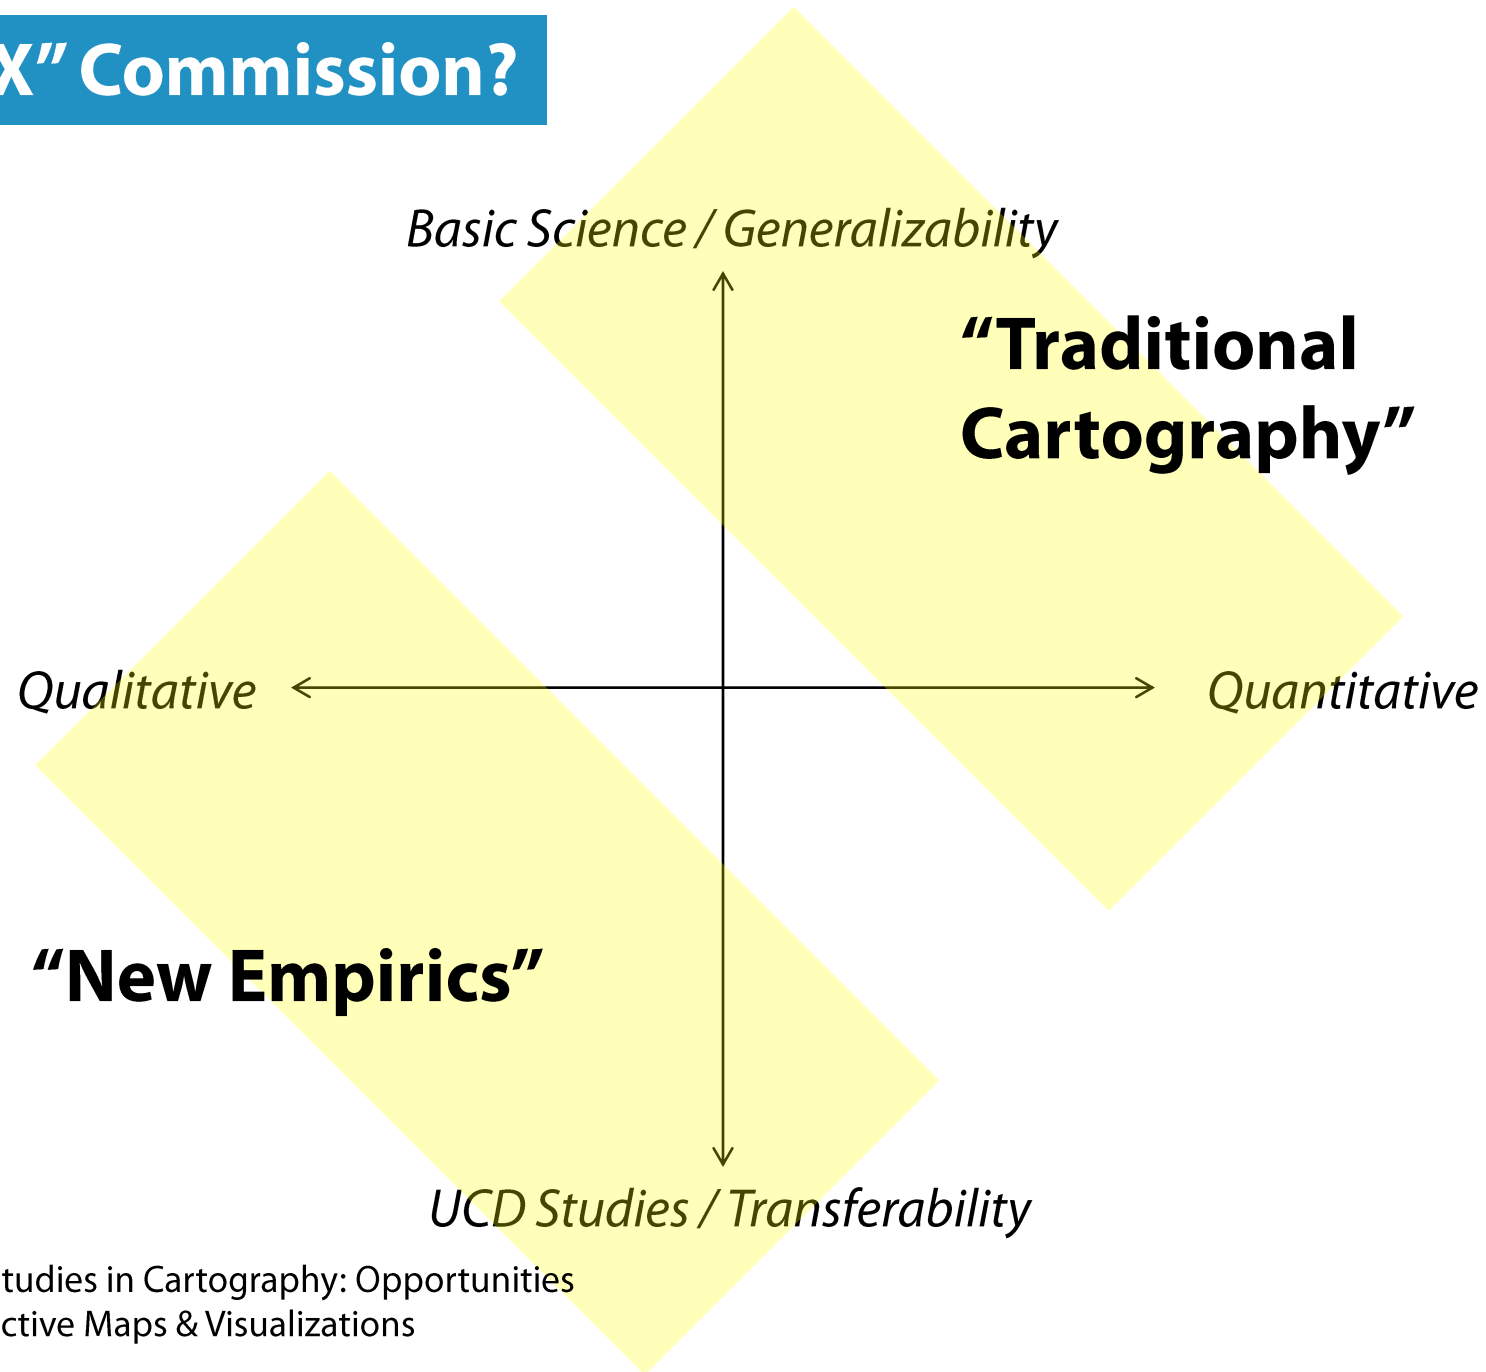 X” Commission?
Basic Science / Generalizability
“Traditional
Cartography”
Qualitative
Quantitative
“New Empirics”
UCD Studies / Transferability
tudies in Cartography: Opportunities
ctive Maps & Visualizations